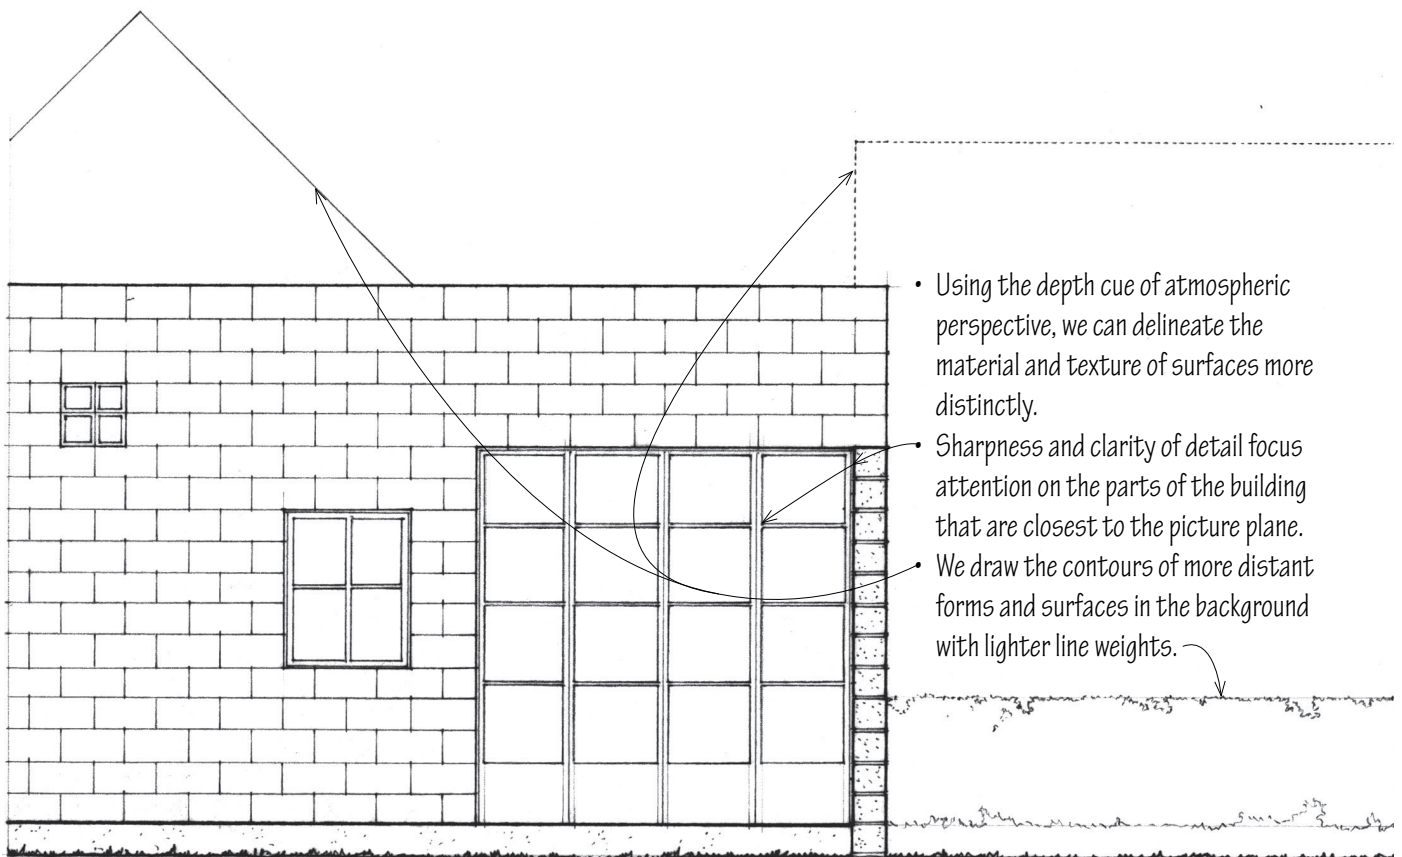 • Using the depth cue of atmospheric
perspective, we can delineate the
material and texture of surfaces more
distinctly.
• Sharpness and clarity of detail focus
attention on the parts of the building
that are closest to the picture plane.
• We draw the contours of more distant
forms and surfaces in the background
with lighter line weights.